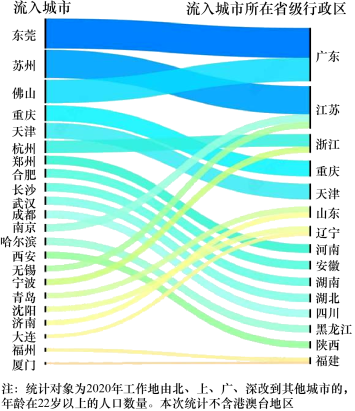 流入城市 流入城市所在省级行政区
东莞
苏州
佛山
重庆
天津
杭州
郑州
合肥
长沙
武汉
成都
南京
哈尔滨
西安
无锡
宁波
青岛
沈阳
济南
大连
福州
厦门
广东
江苏
浙江
重庆
天津
山东
辽宁
河南
安徽
湖南
湖北
四川
黑龙江
陕西
福建
注：统计对象为2020年工作地由北、上、广、深改到其他城市的，
年龄在22岁以上的人口数量。本次统计不含港澳台地区